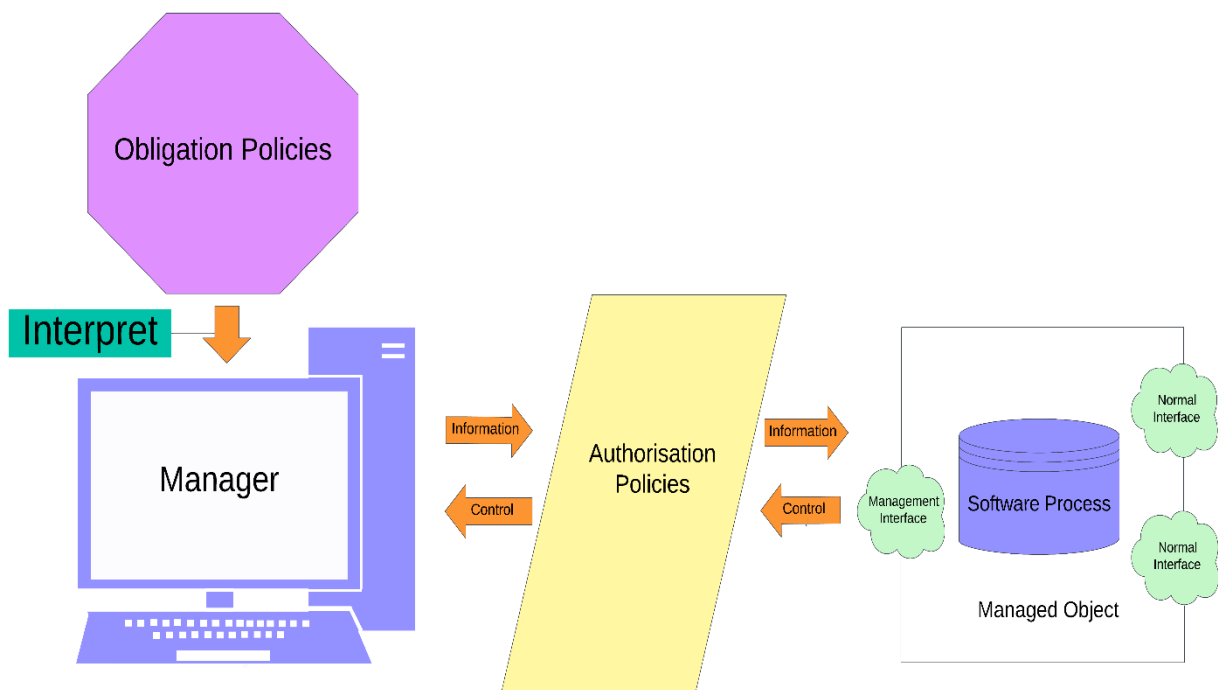 Obligation Policies
Interpret
Manager
Information
Control
Authorisation
Policies
Information
Control
Management
Interface
Software Process
Normal
Interface
Normal
Interface
Managed Object